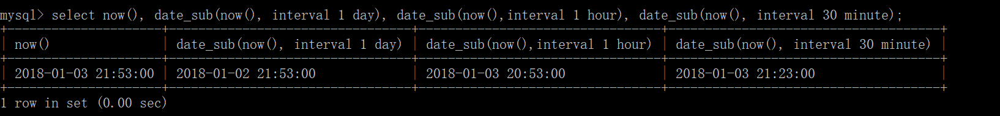 mysql> select now(), date_sub(now(), interval 1 day), date_sub(now(),interval 1 hour), date_sub(now(), interval 30 minute);
+---------------------+---------------------------------+---------------------------------+-------------------------------------+
| now() | date_sub(now(), interval 1 day) | date_sub(now(),interval 1 hour) | date_sub(now(), interval 30 minute) |
+---------------------+---------------------------------+---------------------------------+-------------------------------------+
| 2018-01-03 21:53:00 | 2018-01-02 21:53:00 | 2018-01-03 20:53:00 | 2018-01-03 21:23:00 |
+---------------------+---------------------------------+---------------------------------+-------------------------------------+
1 row in set (0.00 sec)